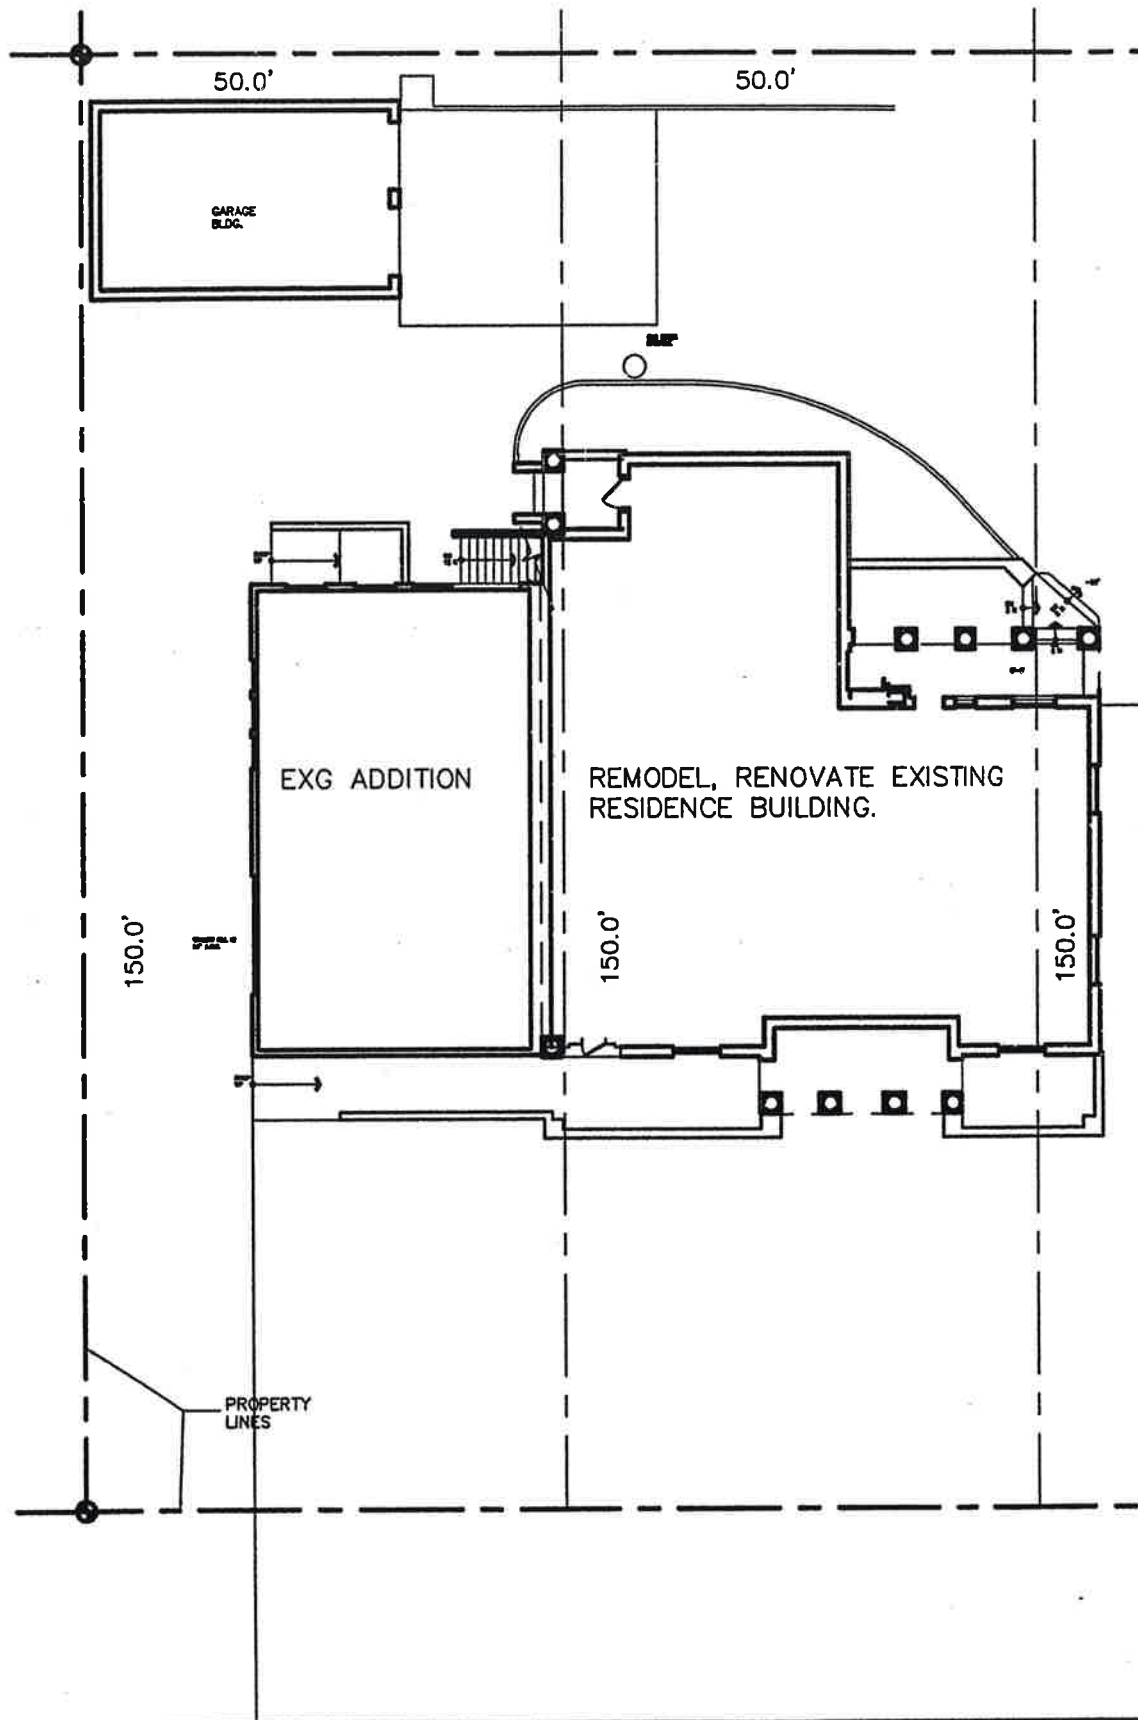 50.0'
50.0'
GARAGE
BLDG.
EXG ADDITION
REMODEL, RENOVATE EXISTING
RESIDENCE BUILDING.
150.0'
150.0'
150.0'
PROPERTY
LINES